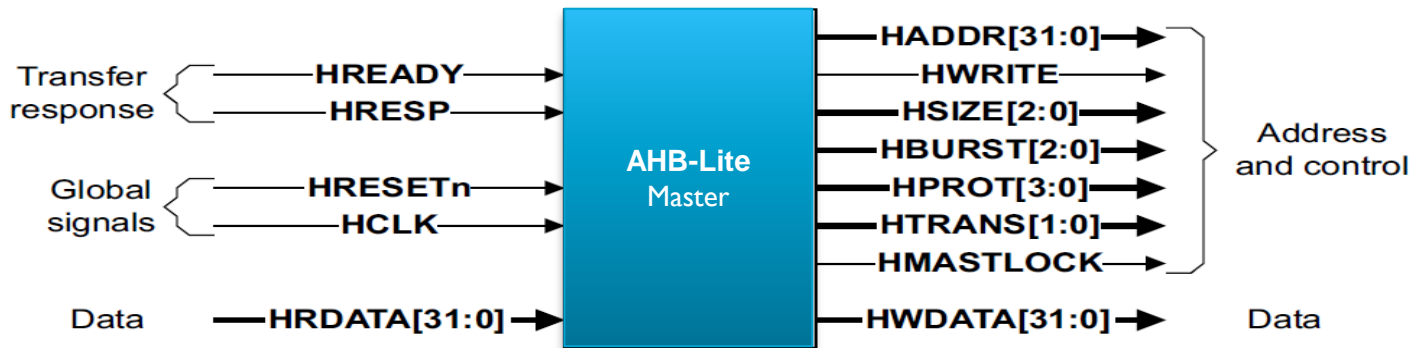 Transfer
response
HREADY
HRESP
Global
signals
HRESETn
HCLK
Data
HRDATA[31:0]
AHB-Lite
Master
HADDR[31:0]
HWRITE
HSIZE[2:0]
HBURST[2:0]
HPROT[3:0]
HTRANS[1:0]
HMASTLOCK
Address
and control
HWDATA[31:0]
Data